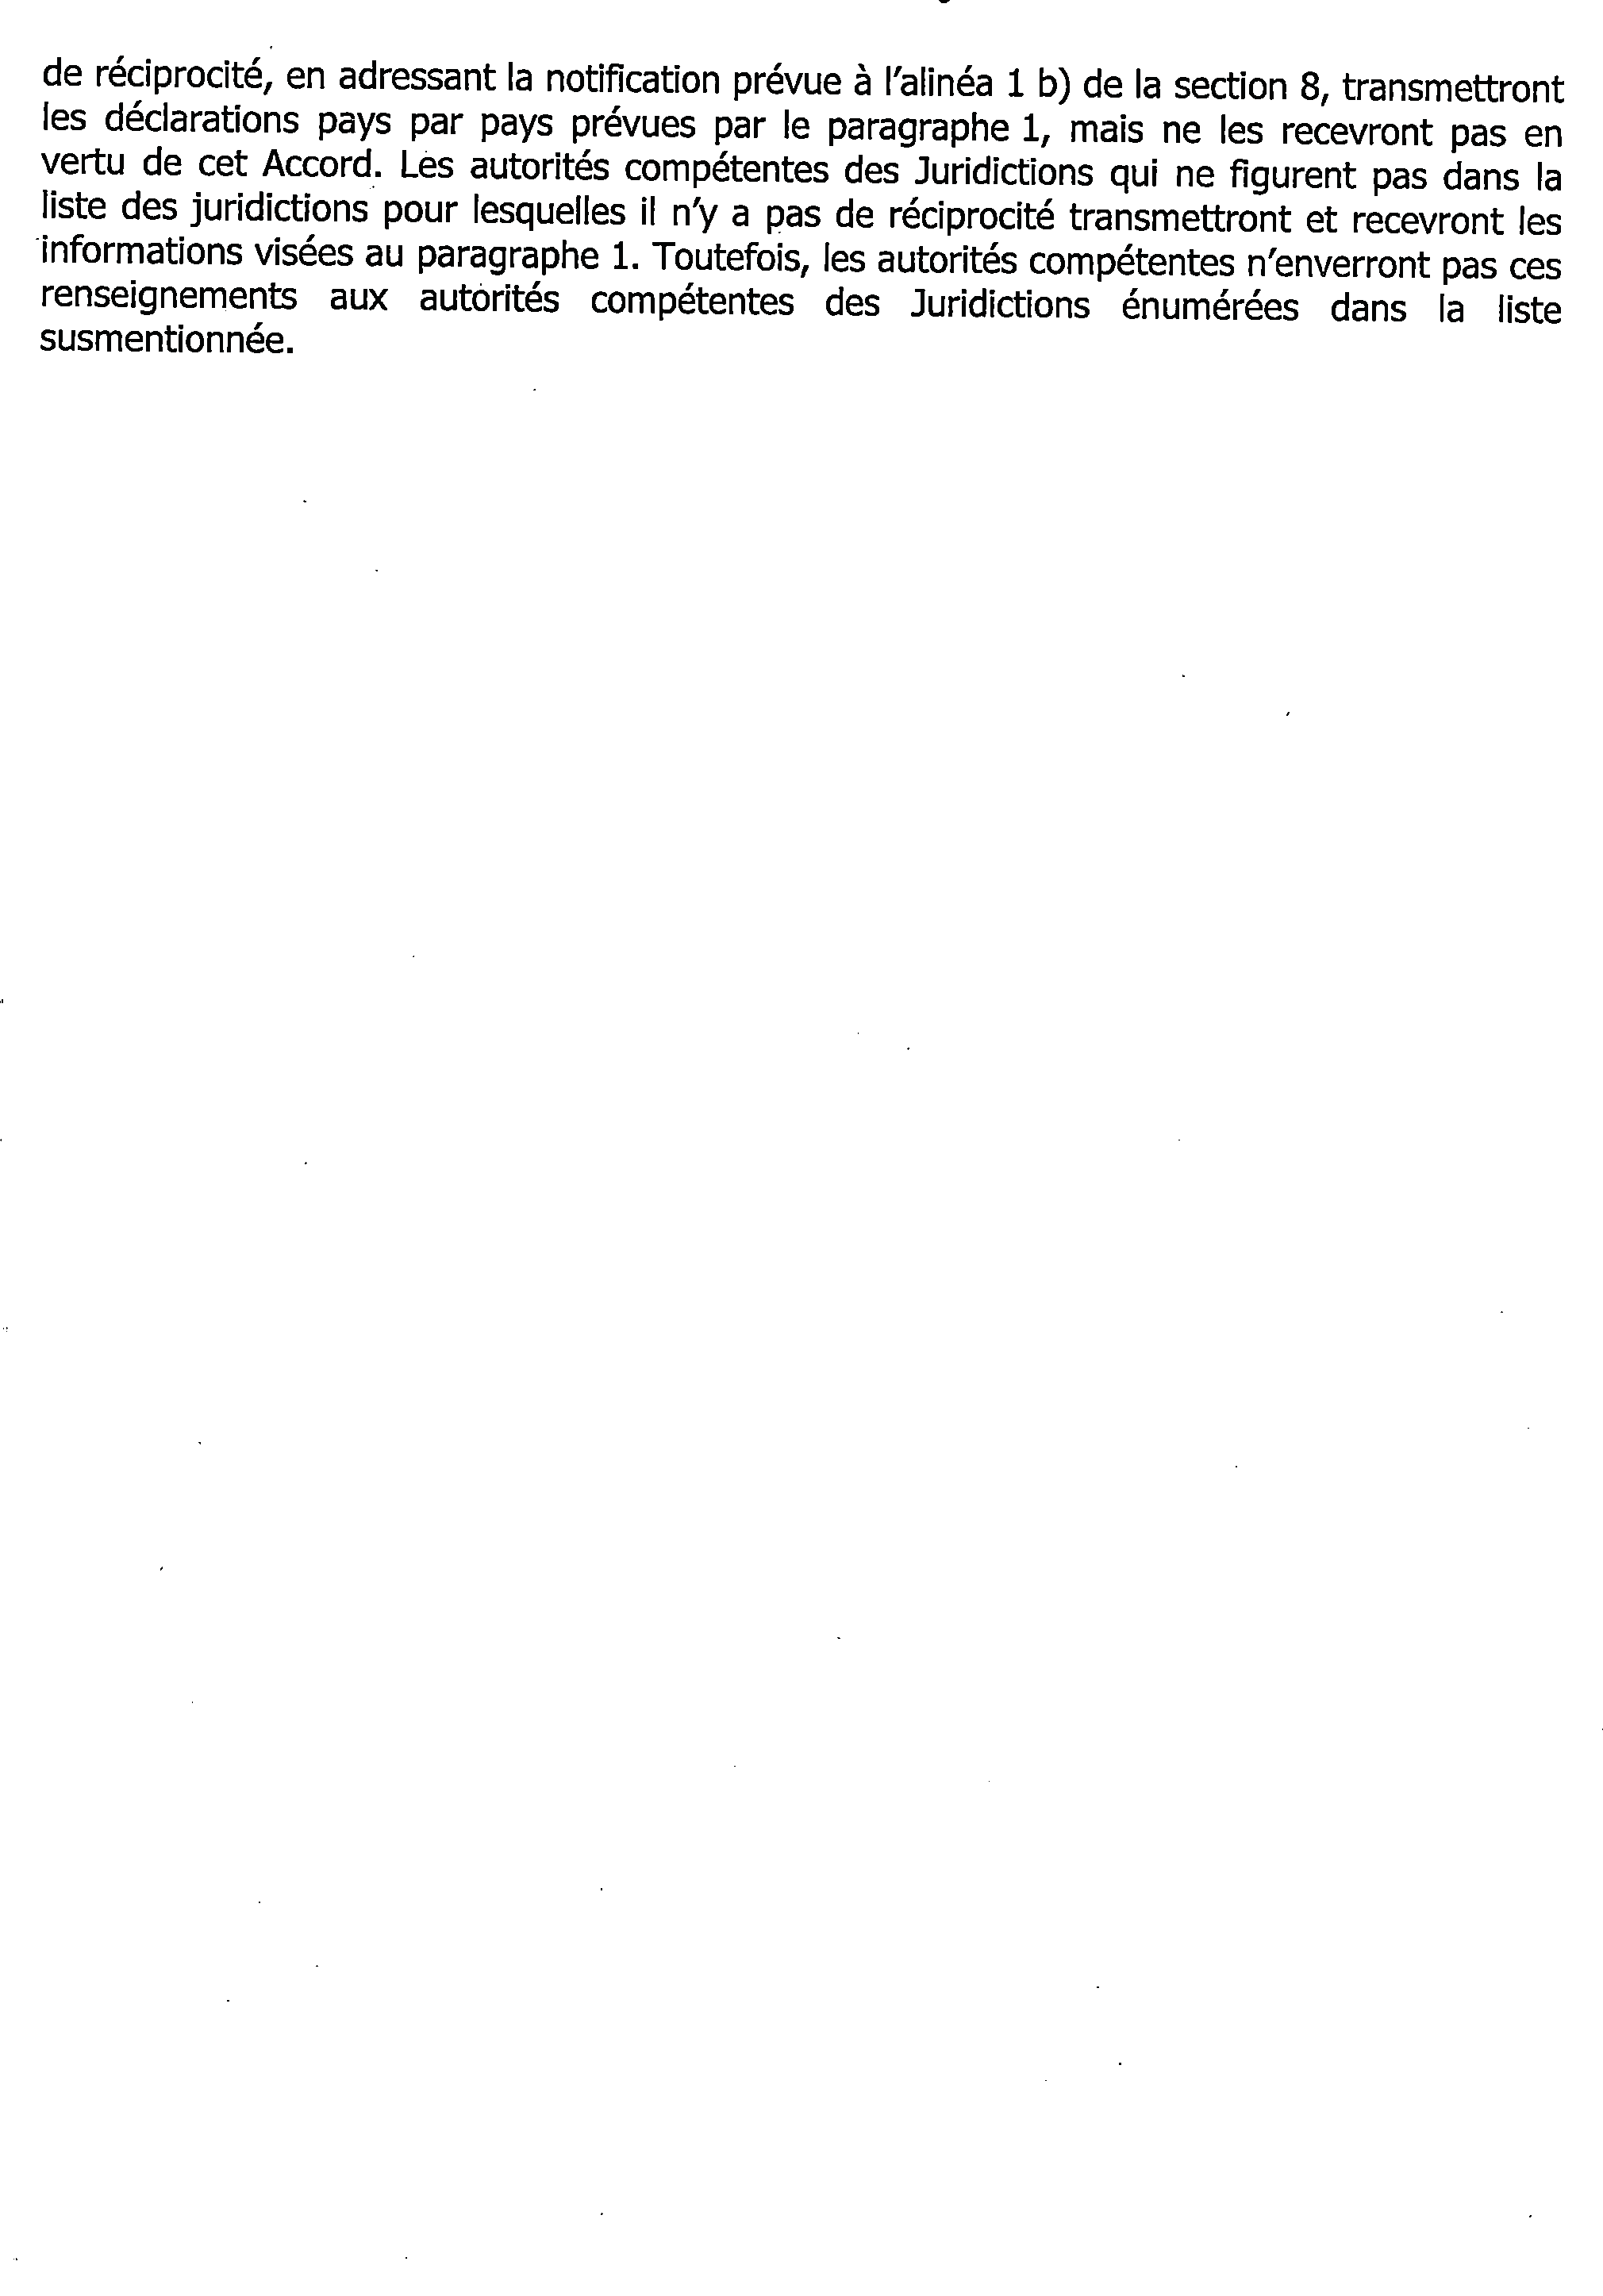 de réciprocité, en adressant la notification prévue à l'alinéa 1 b) de la section 8, transmettront
les déclarations pays par pays prévues par le paragraphe 1, mais ne les recevront pas en
vertu de cet Accord. Les autorités compétentes des Juridictions qui ne figurent pas dans la
liste des juridictions pour lesquelles il n'y a pas de réciprocité transmettront et recevront les
informations visées au paragraphe 1. Toutefois, les autorités compétentes n'enverront pas ces
renseignements aux autorités compétentes des Juridictions énumérées dans la liste
susmentionnée.